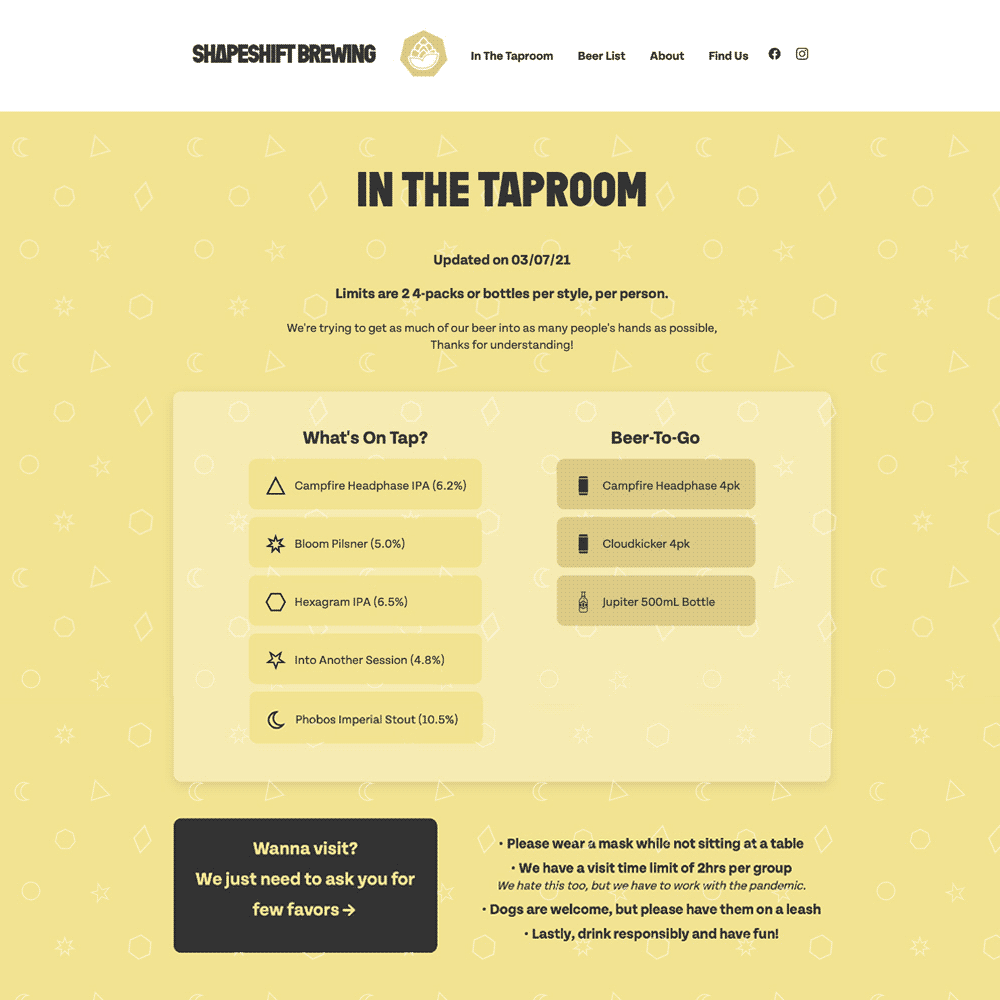 SHAPESHIFT BREWING
In The Taproom
Beer List
About
Find Us
IN THE TAPROOM
Updated on 03/07/21
Limits are 2 4-packs or bottles per style, per person.
We're trying to get as much of our beer into as many people's hands as possible,
Thanks for understanding!
What's On Tap?
Campfire Headphase IPA (6.2%)
Bloom Pilsner (5.0%)
Hexagram IPA (6.5%)
Into Another Session (4.8%)
Phobos Imperial Stout (10.5%)
Beer-To-Go
Campfire Headphase 4pk
Cloudkicker 4pk
Jupiter 500mL Bottle
Wanna visit?
We just need to ask you for
few favors →
• Please wear a mask while not sitting at a table
• We have a visit time limit of 2hrs per group
We hate this too, but we have to work with the pandemic.
• Dogs are welcome, but please have them on a leash
• Lastly, drink responsibly and have fun!